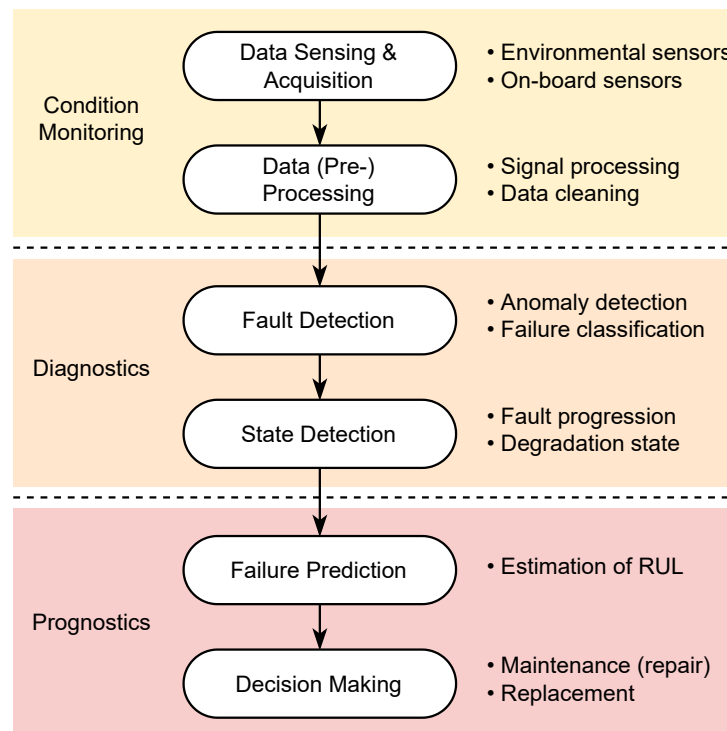 Condition
Monitoring
Data Sensing &
Acquisition
• Environmental sensors
• On-board sensors
Data (Pre-)
Processing
• Signal processing
• Data cleaning
Diagnostics
Fault Detection
• Anomaly detection
• Failure classification
State Detection
• Fault progression
• Degradation state
Prognostics
Failure Prediction
• Estimation of RUL
Decision Making
• Maintenance (repair)
• Replacement